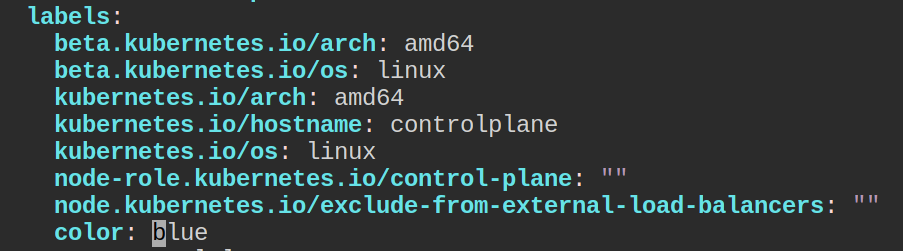 labels:
beta.kubernetes.io/arch: amd64
beta.kubernetes.io/os: linux
kubernetes.io/arch: amd64
kubernetes.io/hostname: controlplane
kubernetes.io/os: linux
node-role.kubernetes.io/control-plane: ""
node.kubernetes.io/exclude-from-external-load-balancers: ""
color: blue